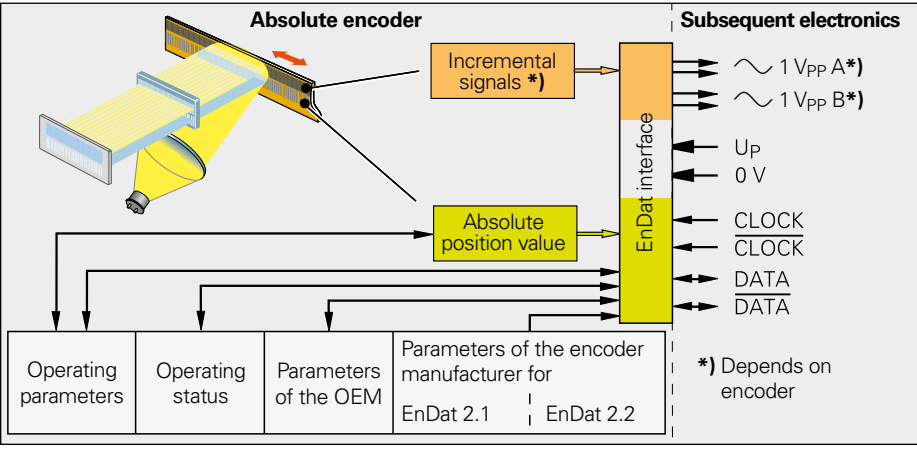 Absolute encoder
Subsequent electronics
Incremental
signals *)
1 VPP A*)
1 VPP B*)
EnDat interface
UP
0 V
Absolute
position value
CLOCK
CLOCK
DATA
DATA
Operating
parameters
Operating
status
Parameters
of the OEM
Parameters of the encoder
manufacturer for
EnDat 2.1
EnDat 2.2
*) Depends on
encoder